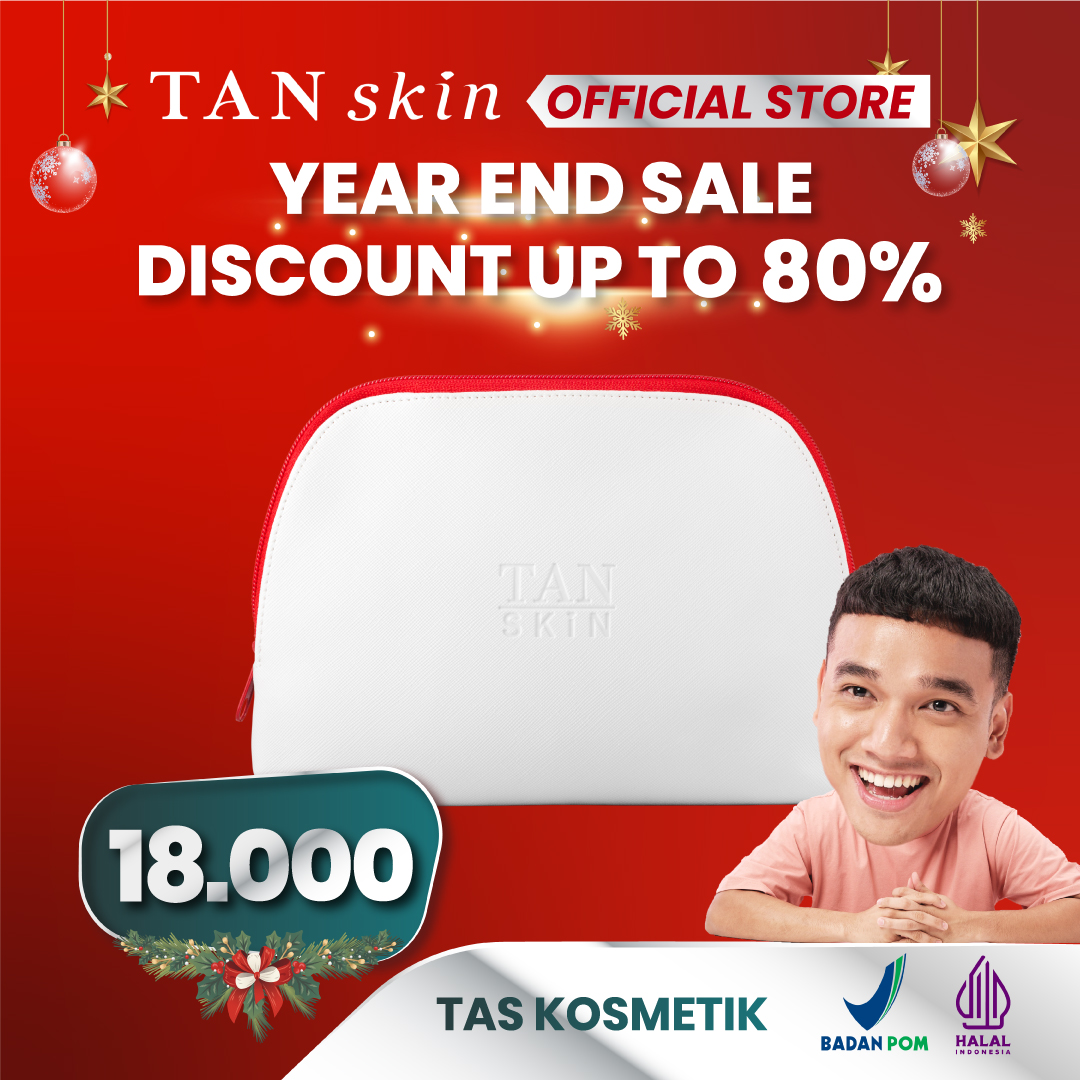 TAN skin OFFICIAL STORE
YEAR END SALE
DISCOUNT UP TO 80%
TAN
SKiN
18.000
TAS KOSMETIK
BADAN POM
HALAL
INDONESIA